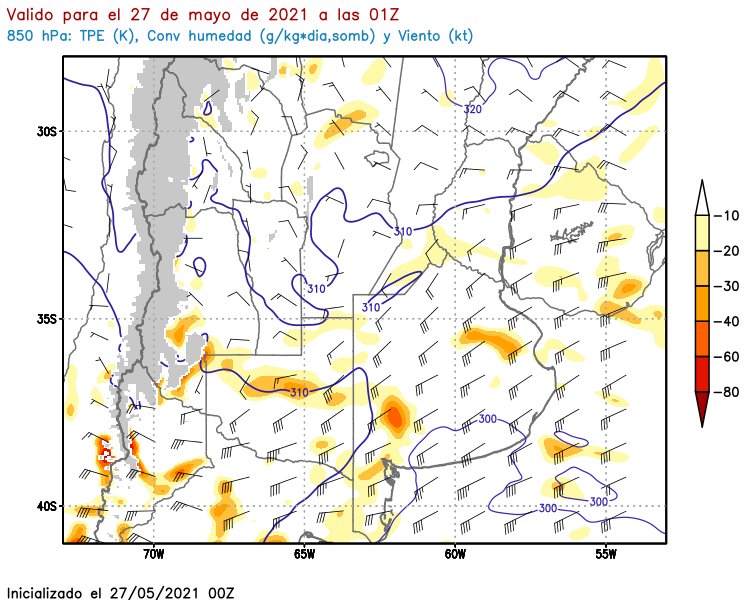 Valido para el 27 de mayo de 2021 a las 01Z
850 hPa: TPE (K), Conv humedad (g/kg*dia,somb) y Viento (kt)
320
30S
310
310
310
35S
310
300
300
300
40S
70W 65W 60W 55W
-10
-20
-30
-40
-60
-80
Inicializado el 27/05/2021 00Z